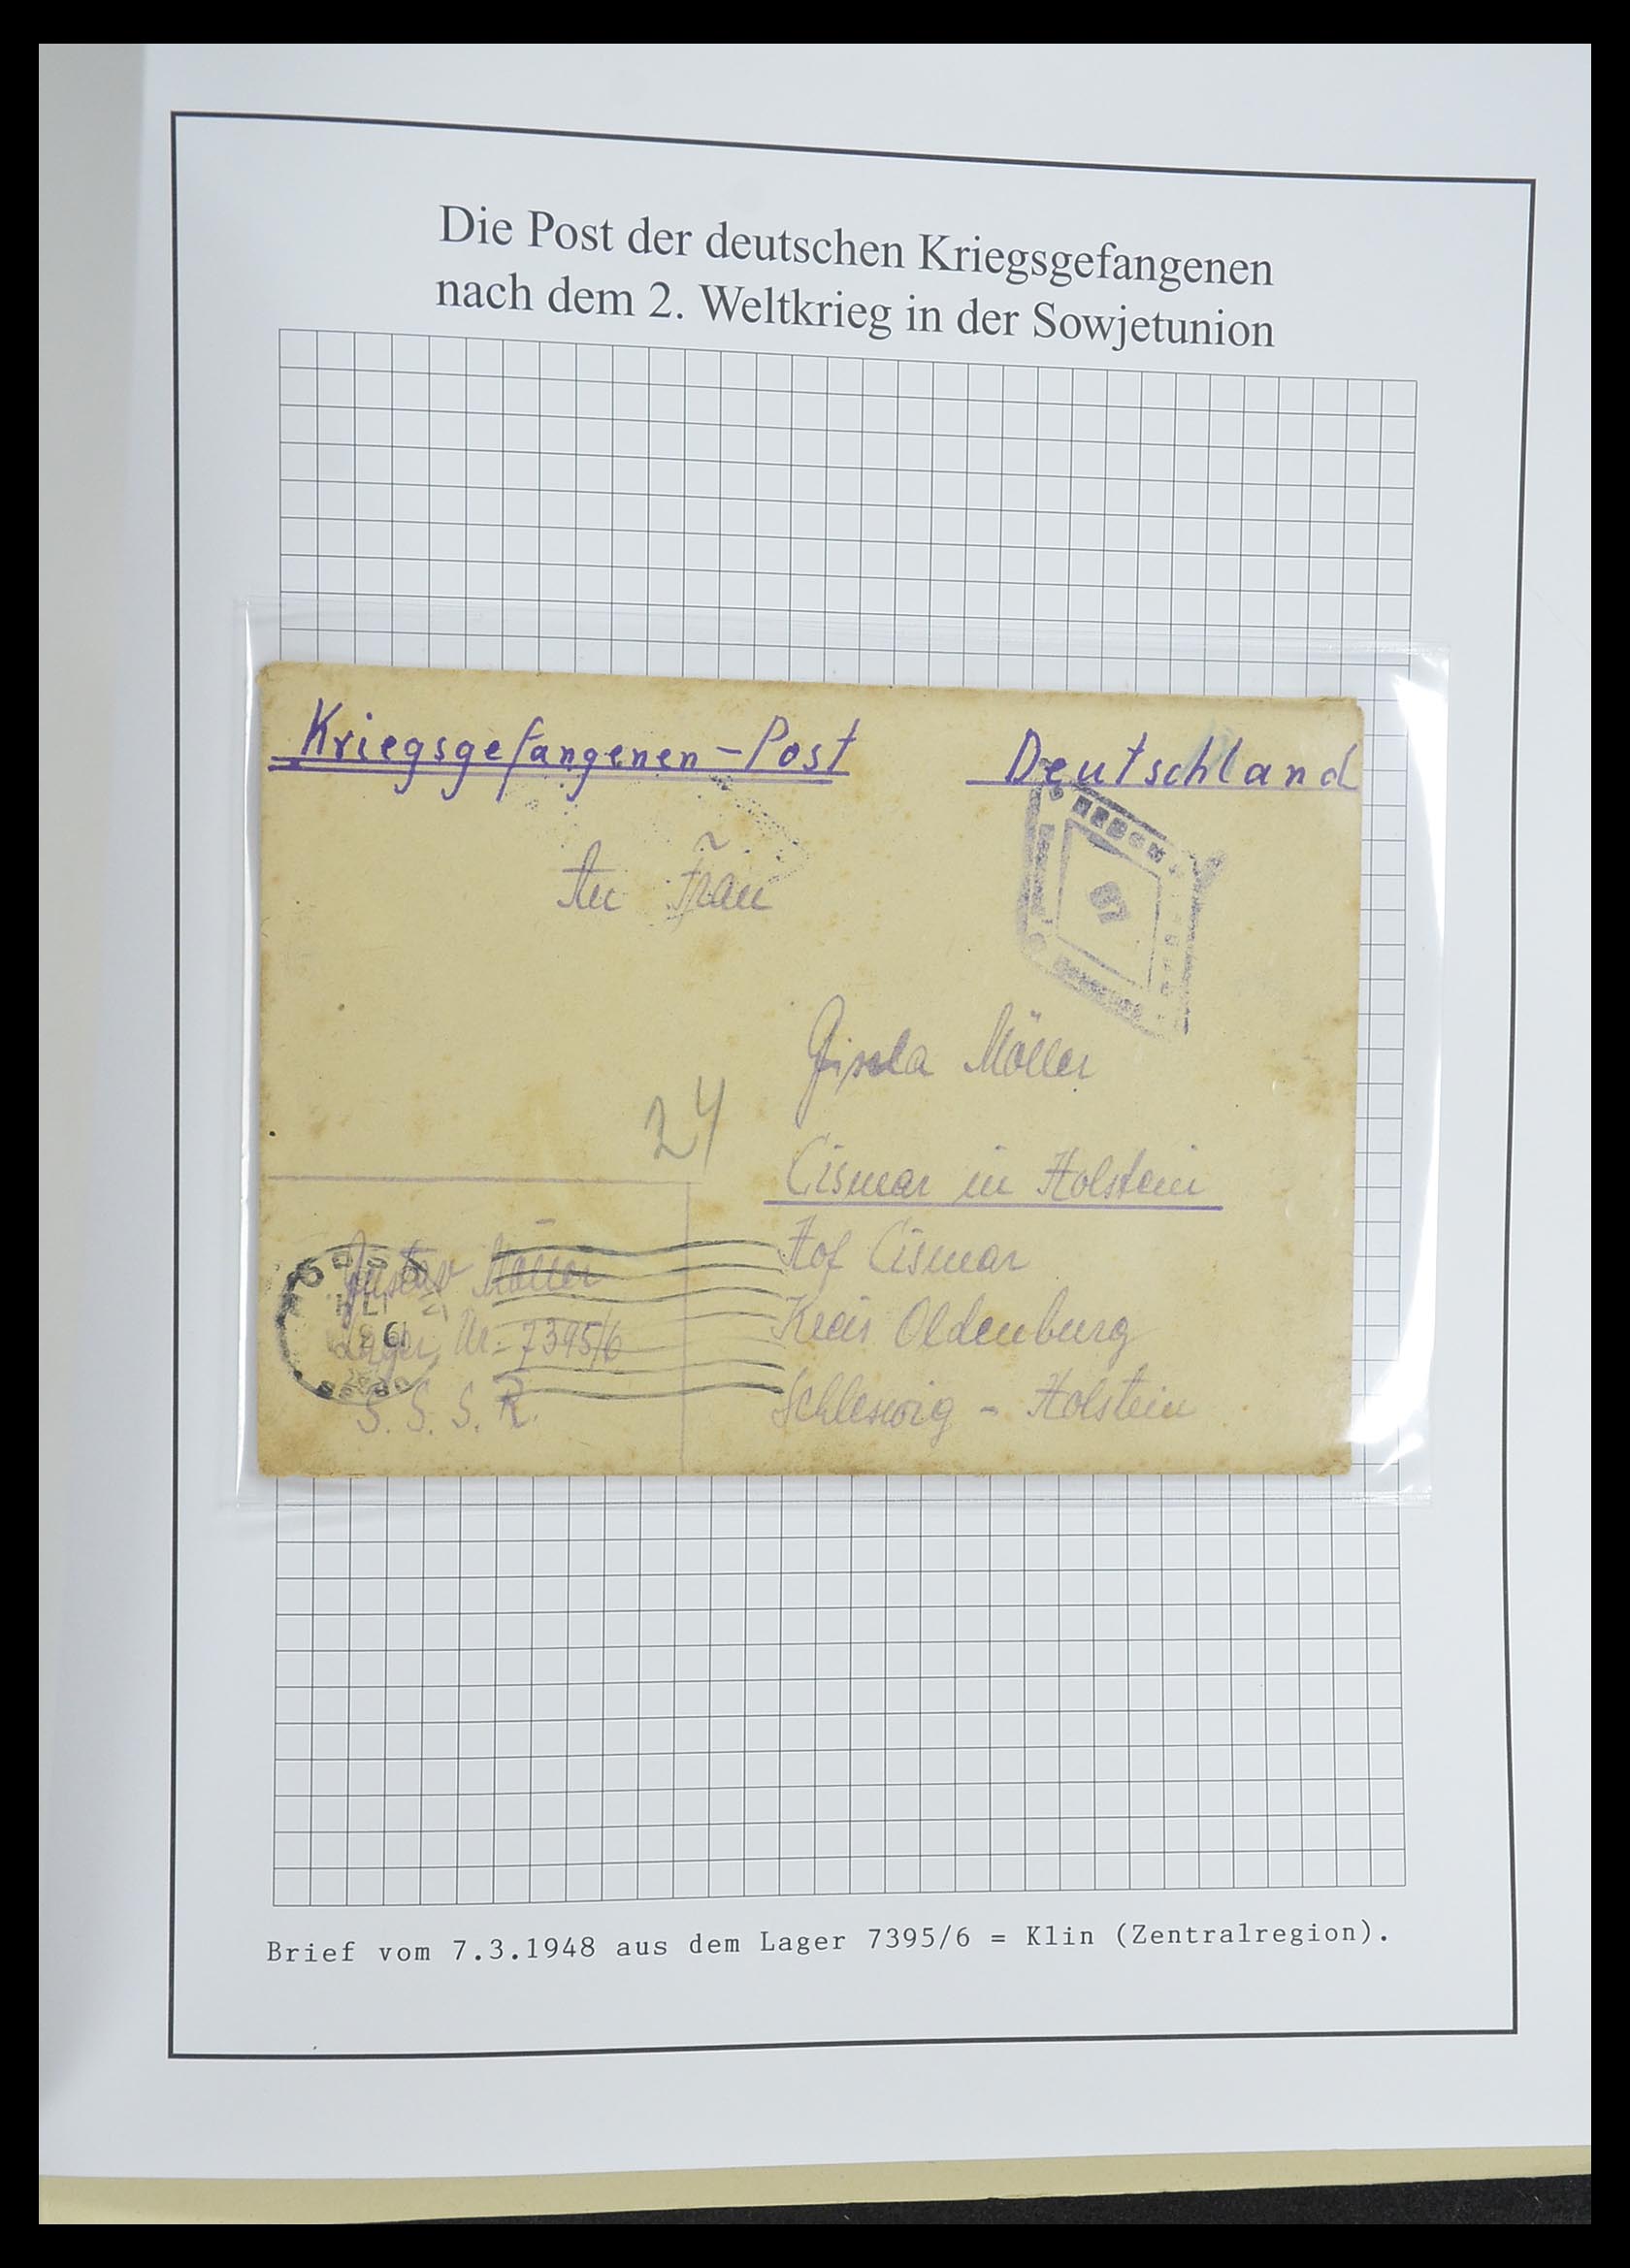 Die Post der deutschen Kriegsgefangenen
nach dem 2. Weltkrieg in der Sowjetunion
Kriegsgefangenen-Post Deutschland
An Frau
Gisela Möller
24
Cismar in Holstein
Hof Cismar
Kreis Oldenburg
Schleswig - Holstein
Gustav Möller
Lager Nr. 7395/6
S. S. S. R.
Brief vom 7.3.1948 aus dem Lager 7395/6 = Klin (Zentralregion).